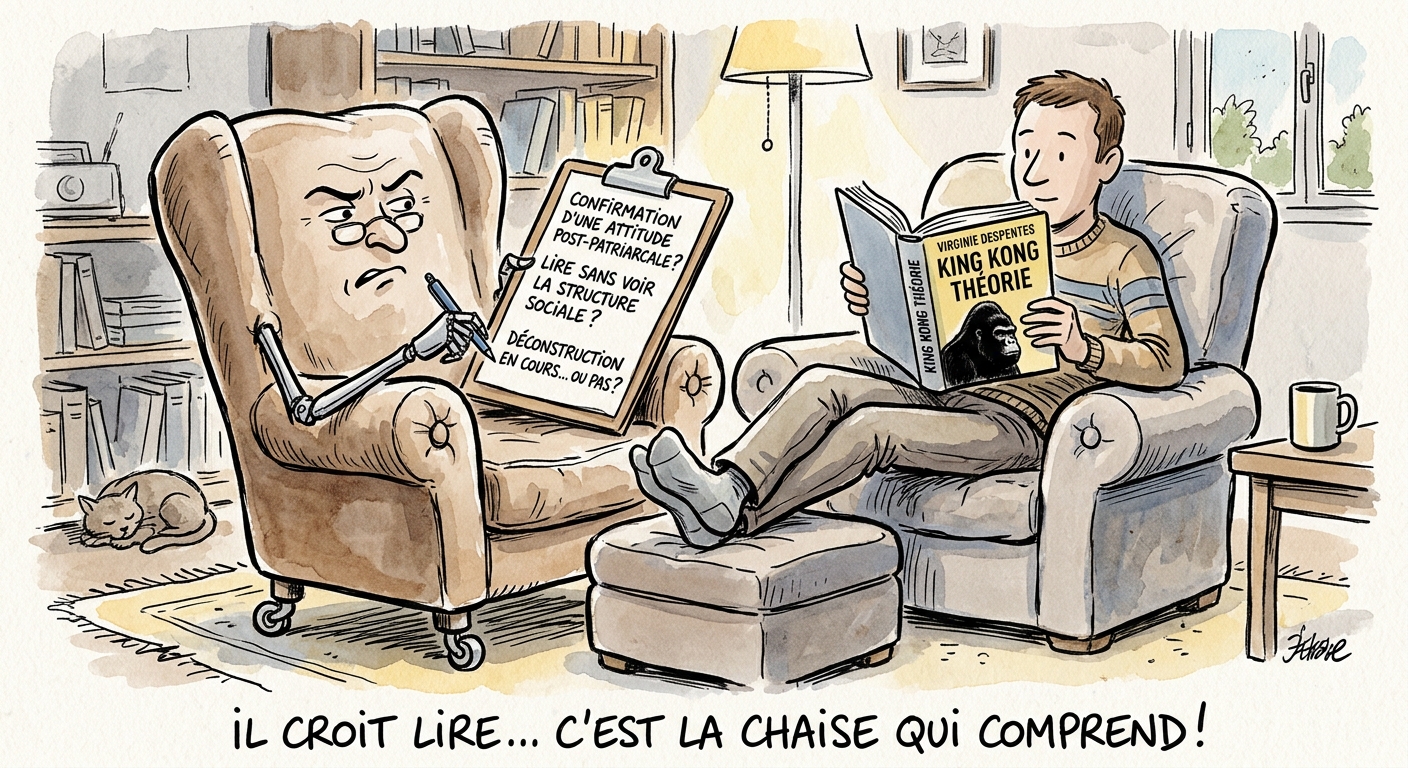 CONFIRMATION
D'UNE ATTITUDE
POST-PATRIARCALE?
LIRE SANS VOIR
LA STRUCTURE
SOCIALE?
DÉCONSTRUCTION
EN COURS... OU PAS?
KING KONG THÉORIE
VIRGINIE DESPENTES
KING KONG
THÉORIE
iL CROiT LiRE... C'EST LA CHAiSE QUi COMPREND!